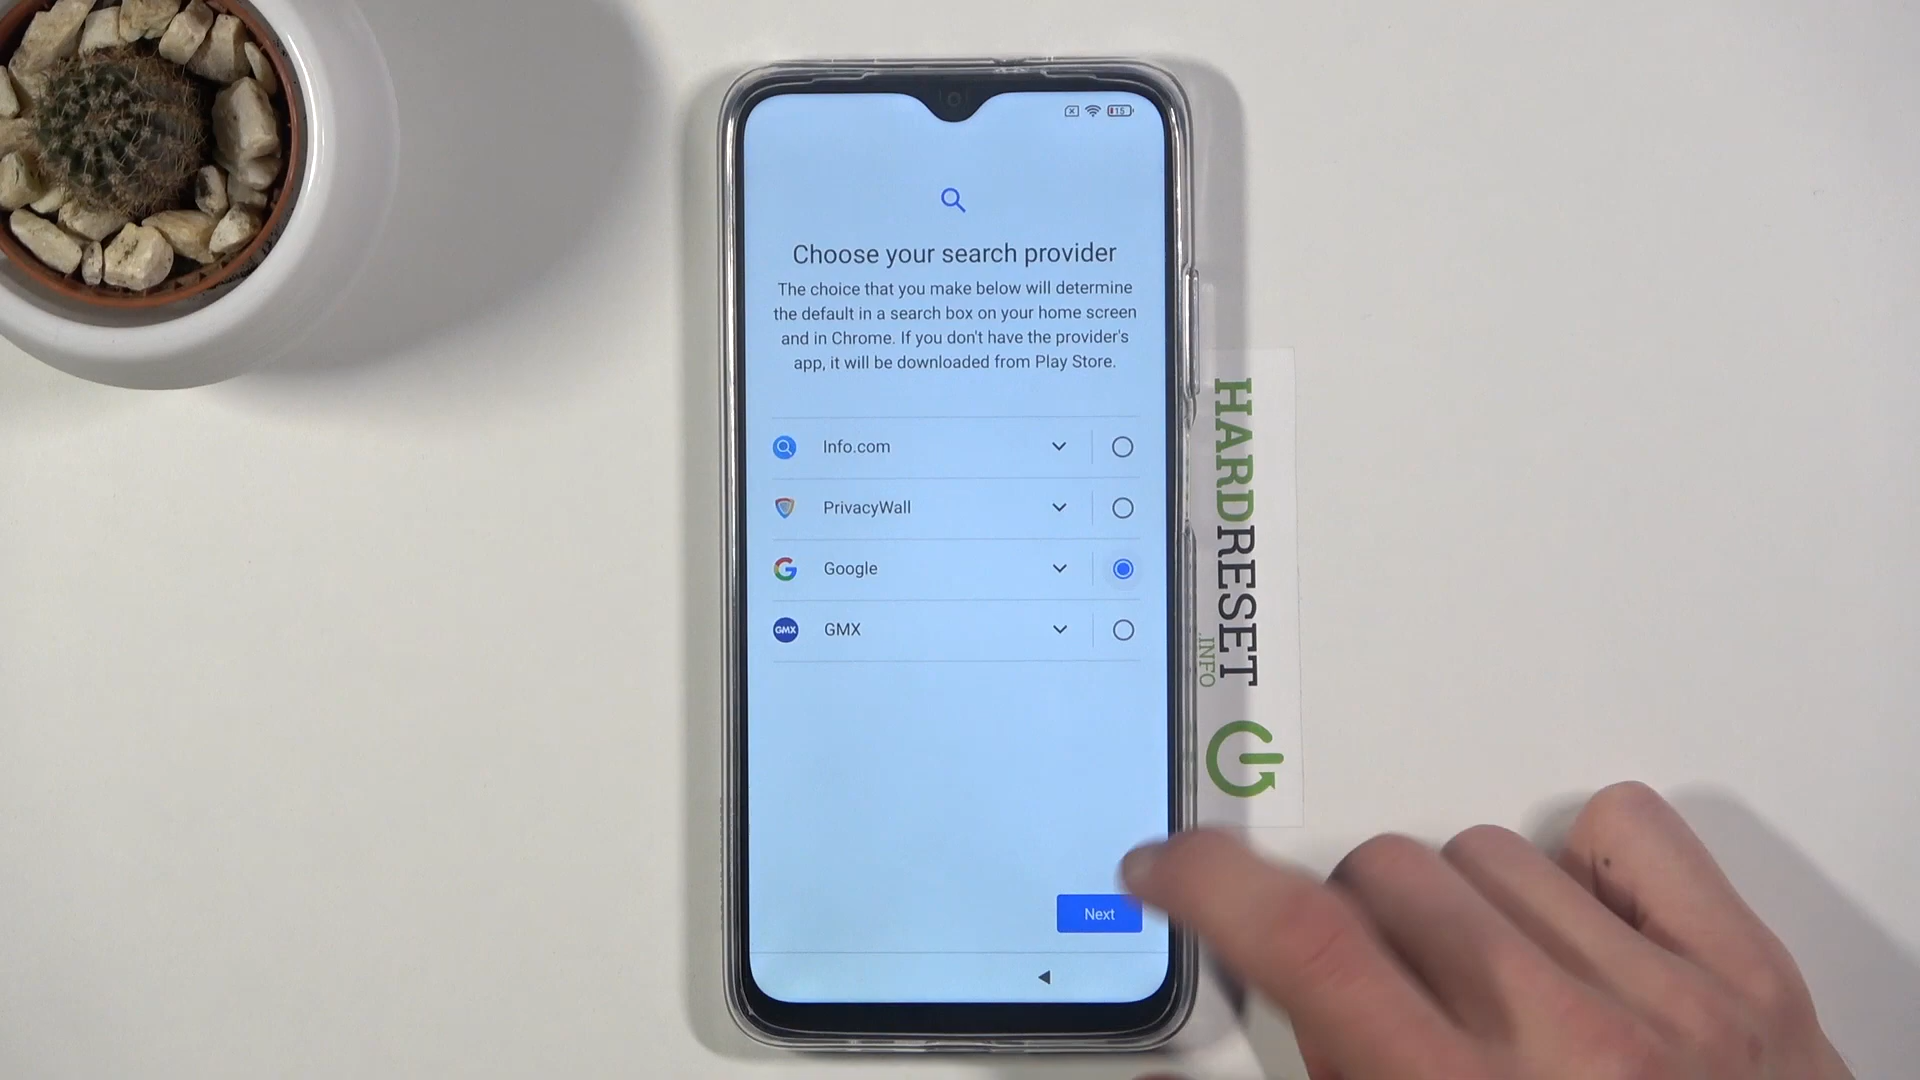 15
Choose your search provider
The choice that you make below will determine
the default in a search box on your home screen
and in Chrome. If you don't have the provider's
app, it will be downloaded from Play Store.
Info.com
PrivacyWall
Google
GMX GMX
Next
HARDRESET
.INFO